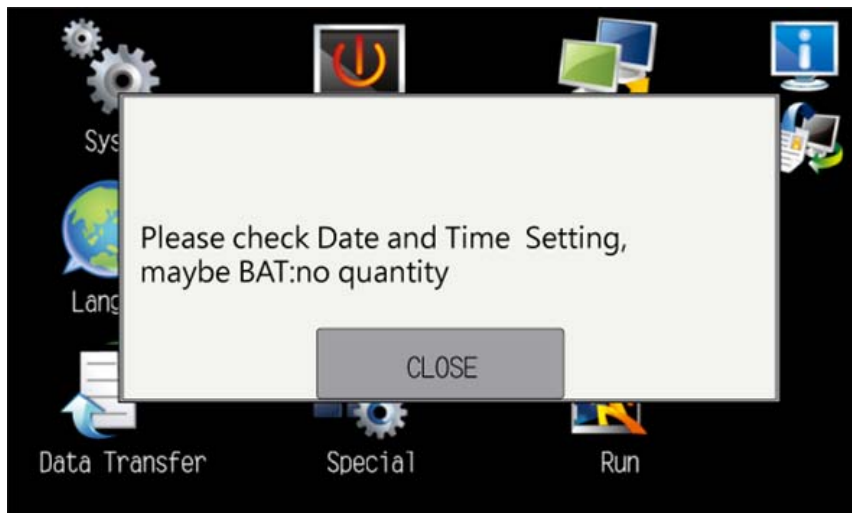 Sys
Please check Date and Time Setting,
maybe BAT:no quantity
Lang
CLOSE
Data Transfer
Special
Run